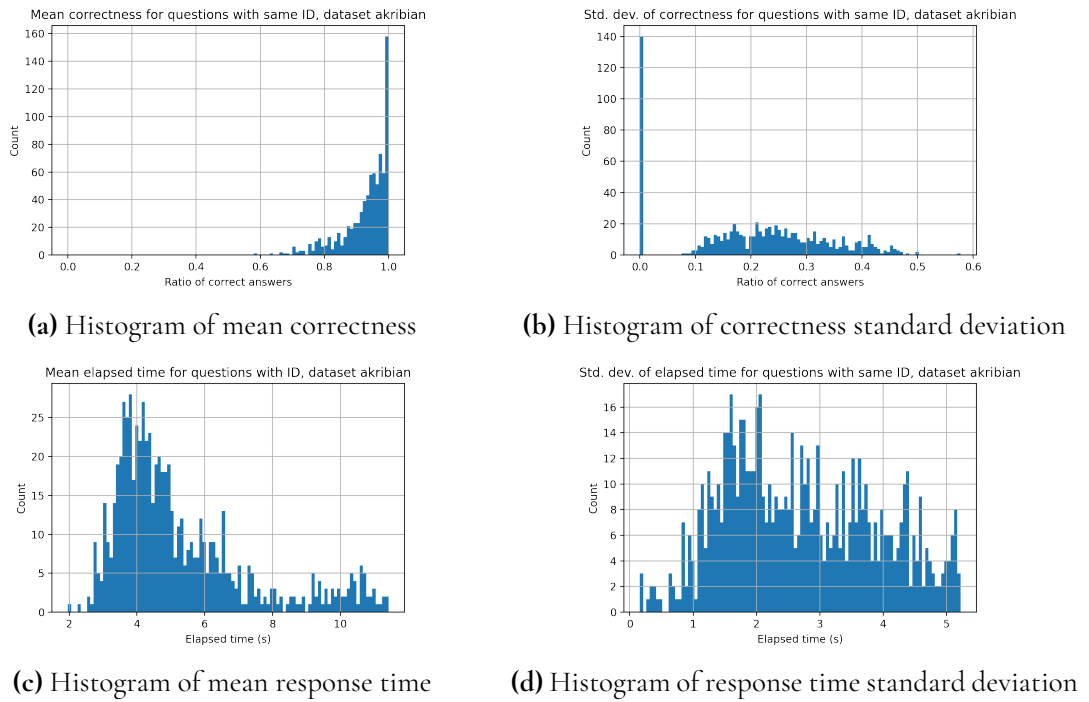 Mean correctness for questions with same ID, dataset akribian
160
140
120
100
80
60
40
20
0
Count
0.0 0.2 0.4 0.6 0.8 1.0
Ratio of correct answers
(a) Histogram of mean correctness
Std. dev. of correctness for questions with same ID, dataset akribian
140
120
100
80
60
40
20
0
Count
0.0 0.1 0.2 0.3 0.4 0.5 0.6
Ratio of correct answers
(b) Histogram of correctness standard deviation
Mean elapsed time for questions with ID, dataset akribian
25
20
15
10
5
0
Count
2 4 6 8 10
Elapsed time (s)
(c) Histogram of mean response time
Std. dev. of elapsed time for questions with same ID, dataset akribian
16
14
12
10
8
6
4
2
0
Count
0 1 2 3 4 5
Elapsed time (s)
(d) Histogram of response time standard deviation